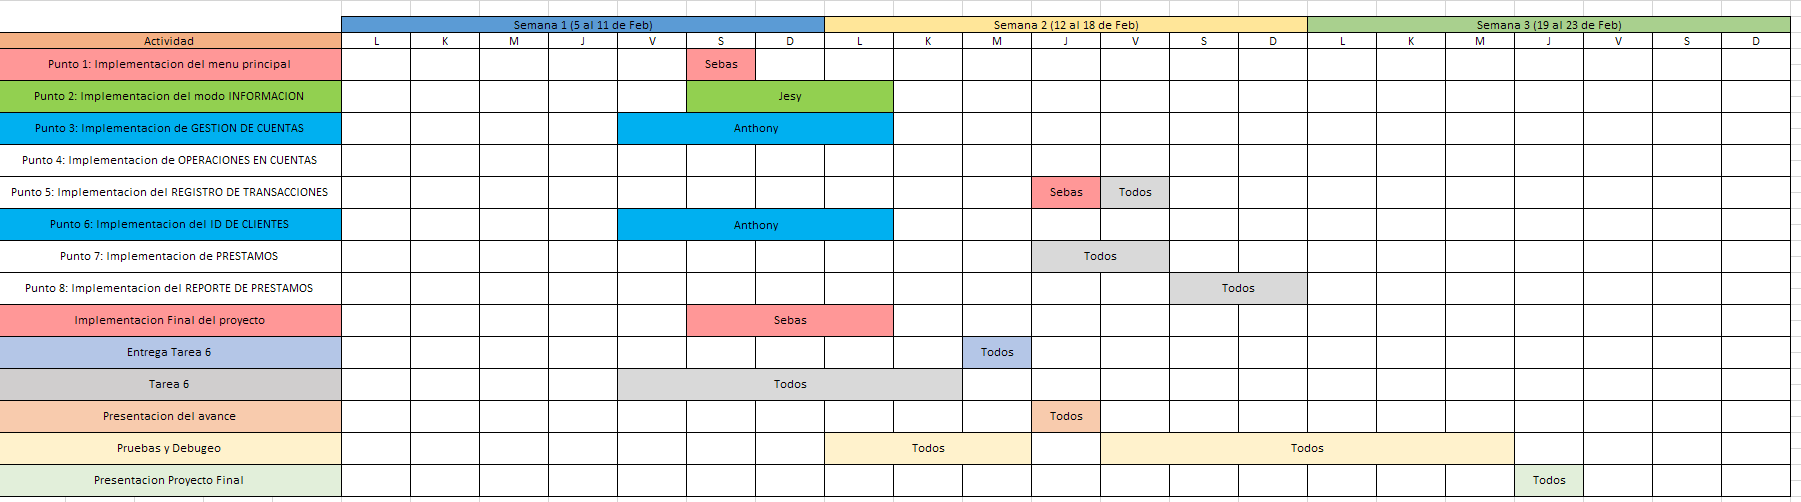 Semana 1 (5 al 11 de Feb) Semana 2 (12 al 18 de Feb) Semana 3 (19 al 23 de Feb)
Actividad L K M J V S D L K M J V S D L K M J V S D
Punto 1: Implementacion del menu principal Sebas
Punto 2: Implementacion del modo INFORMACION Jesy
Punto 3: Implementacion de GESTION DE CUENTAS Anthony
Punto 4: Implementacion de OPERACIONES EN CUENTAS
Punto 5: Implementacion del REGISTRO DE TRANSACCIONES Sebas Todos
Punto 6: Implementacion del ID DE CLIENTES Anthony
Punto 7: Implementacion de PRESTAMOS Todos
Punto 8: Implementacion del REPORTE DE PRESTAMOS Todos
Implementacion Final del proyecto Sebas
Entrega Tarea 6 Todos
Tarea 6 Todos
Presentacion del avance Todos
Pruebas y Debugeo Todos Todos
Presentacion Proyecto Final Todos